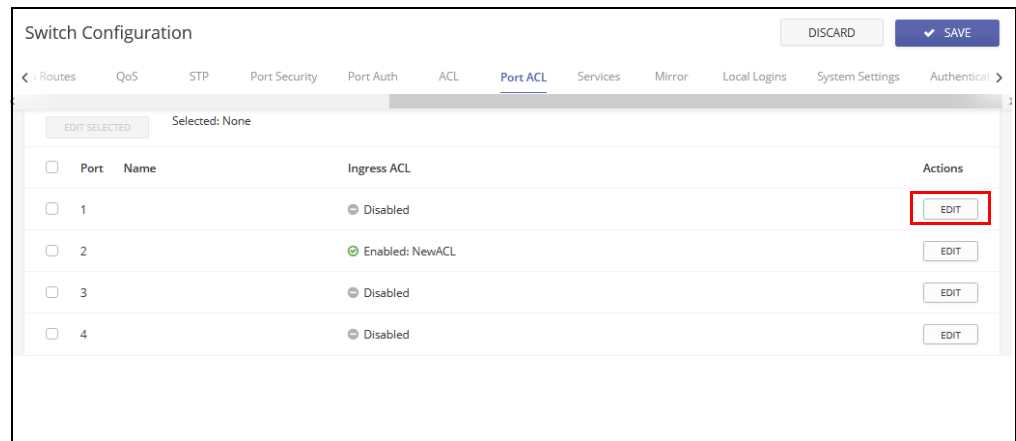 Switch Configuration DISCARD SAVE
Routes QoS STP Port Security Port Auth ACL Port ACL Services Mirror Local Logins System Settings Authenticat
EDIT SELECTED Selected: None
Port Name Ingress ACL Actions
1 Disabled EDIT
2 Enabled: NewACL EDIT
3 Disabled EDIT
4 Disabled EDIT